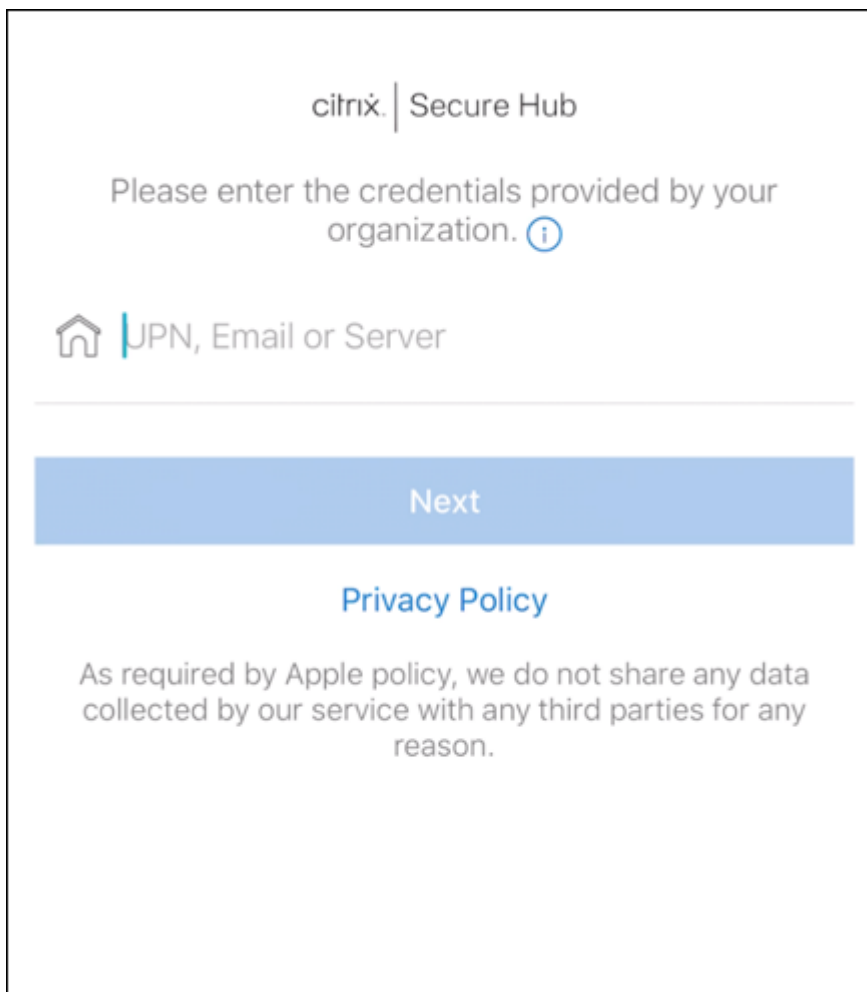 citrix. | Secure Hub
Please enter the credentials provided by your
organization.
UPN, Email or Server
Next
Privacy Policy
As required by Apple policy, we do not share any data
collected by our service with any third parties for any
reason.